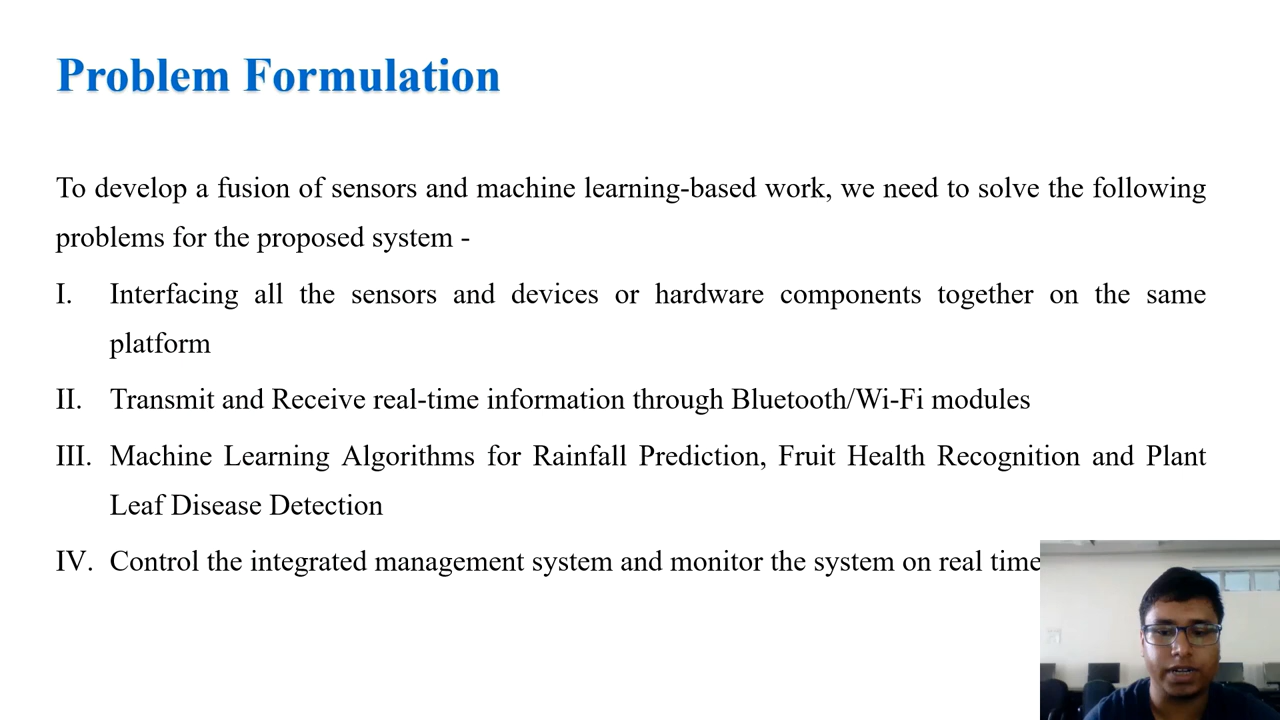 Problem Formulation
To develop a fusion of sensors and machine learning-based work, we need to solve the following
problems for the proposed system -
I. Interfacing all the sensors and devices or hardware components together on the same
platform
II. Transmit and Receive real-time information through Bluetooth/Wi-Fi modules
III. Machine Learning Algorithms for Rainfall Prediction, Fruit Health Recognition and Plant
Leaf Disease Detection
IV. Control the integrated management system and monitor the system on real time